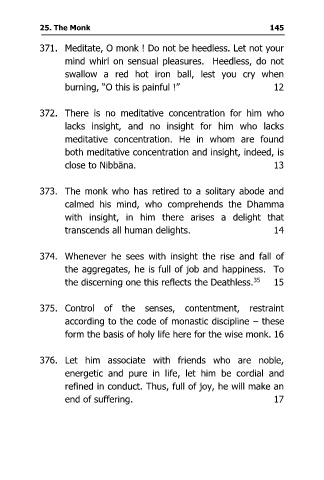 25. The Monk 145
371. Meditate, O monk ! Do not be heedless. Let not your
mind whirl on sensual pleasures. Heedless, do not
swallow a red hot iron ball, lest you cry when
burning, “O this is painful !” 12
372. There is no meditative concentration for him who
lacks insight, and no insight for him who lacks
meditative concentration. He in whom are found
both meditative concentration and insight, indeed, is
close to Nibbāna. 13
373. The monk who has retired to a solitary abode and
calmed his mind, who comprehends the Dhamma
with insight, in him there arises a delight that
transcends all human delights. 14
374. Whenever he sees with insight the rise and fall of
the aggregates, he is full of job and happiness. To
the discerning one this reflects the Deathless.³⁵ 15
375. Control of the senses, contentment, restraint
according to the code of monastic discipline – these
form the basis of holy life here for the wise monk. 16
376. Let him associate with friends who are noble,
energetic and pure in life, let him be cordial and
refined in conduct. Thus, full of joy, he will make an
end of suffering. 17